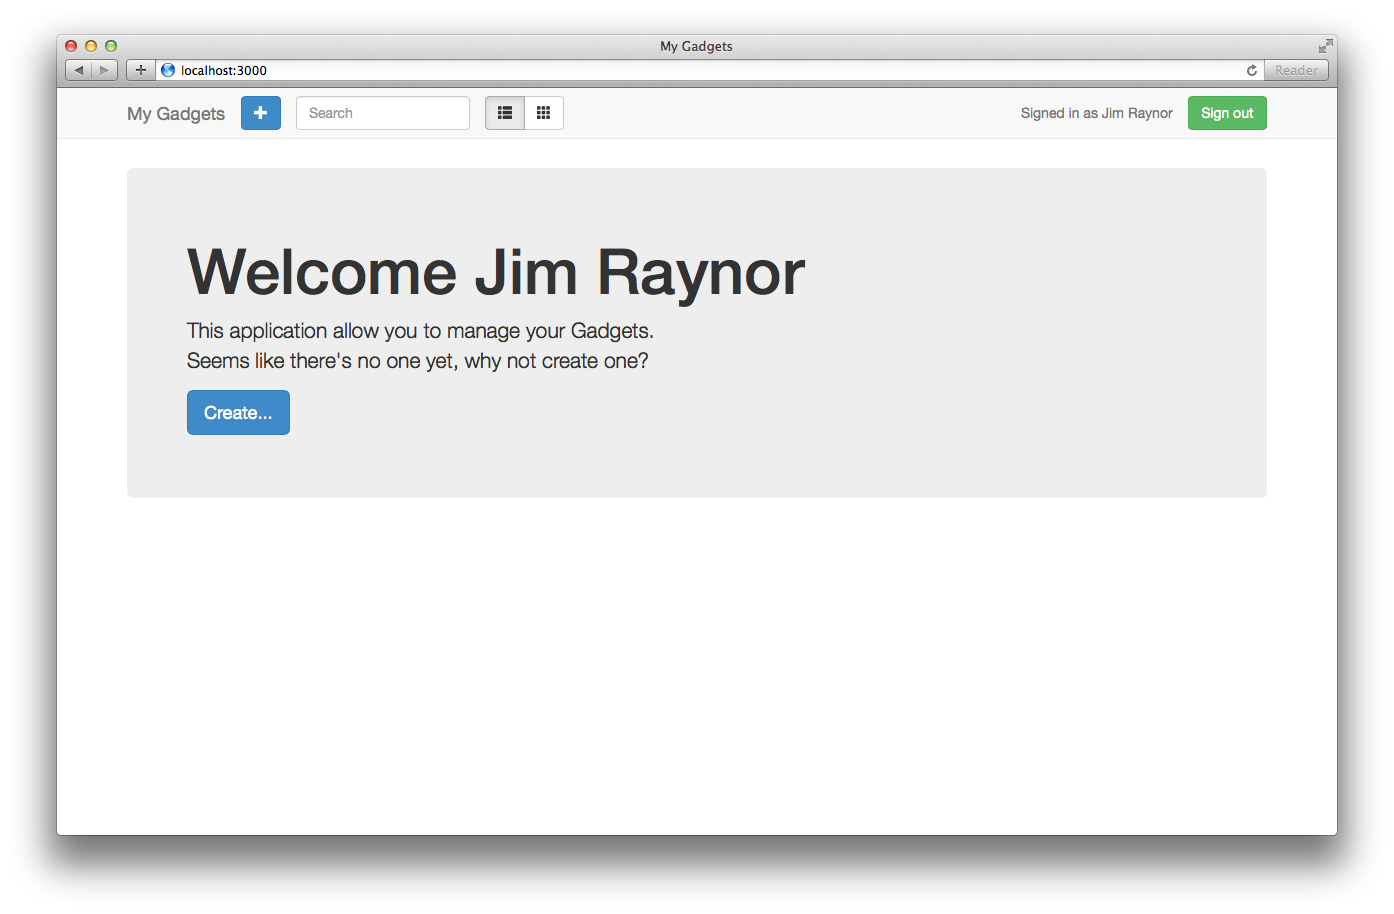 My Gadgets
localhost:3000
Reader
My Gadgets
Search
Signed in as Jim Raynor
Sign out
Welcome Jim Raynor
This application allow you to manage your Gadgets.
Seems like there's no one yet, why not create one?
Create...